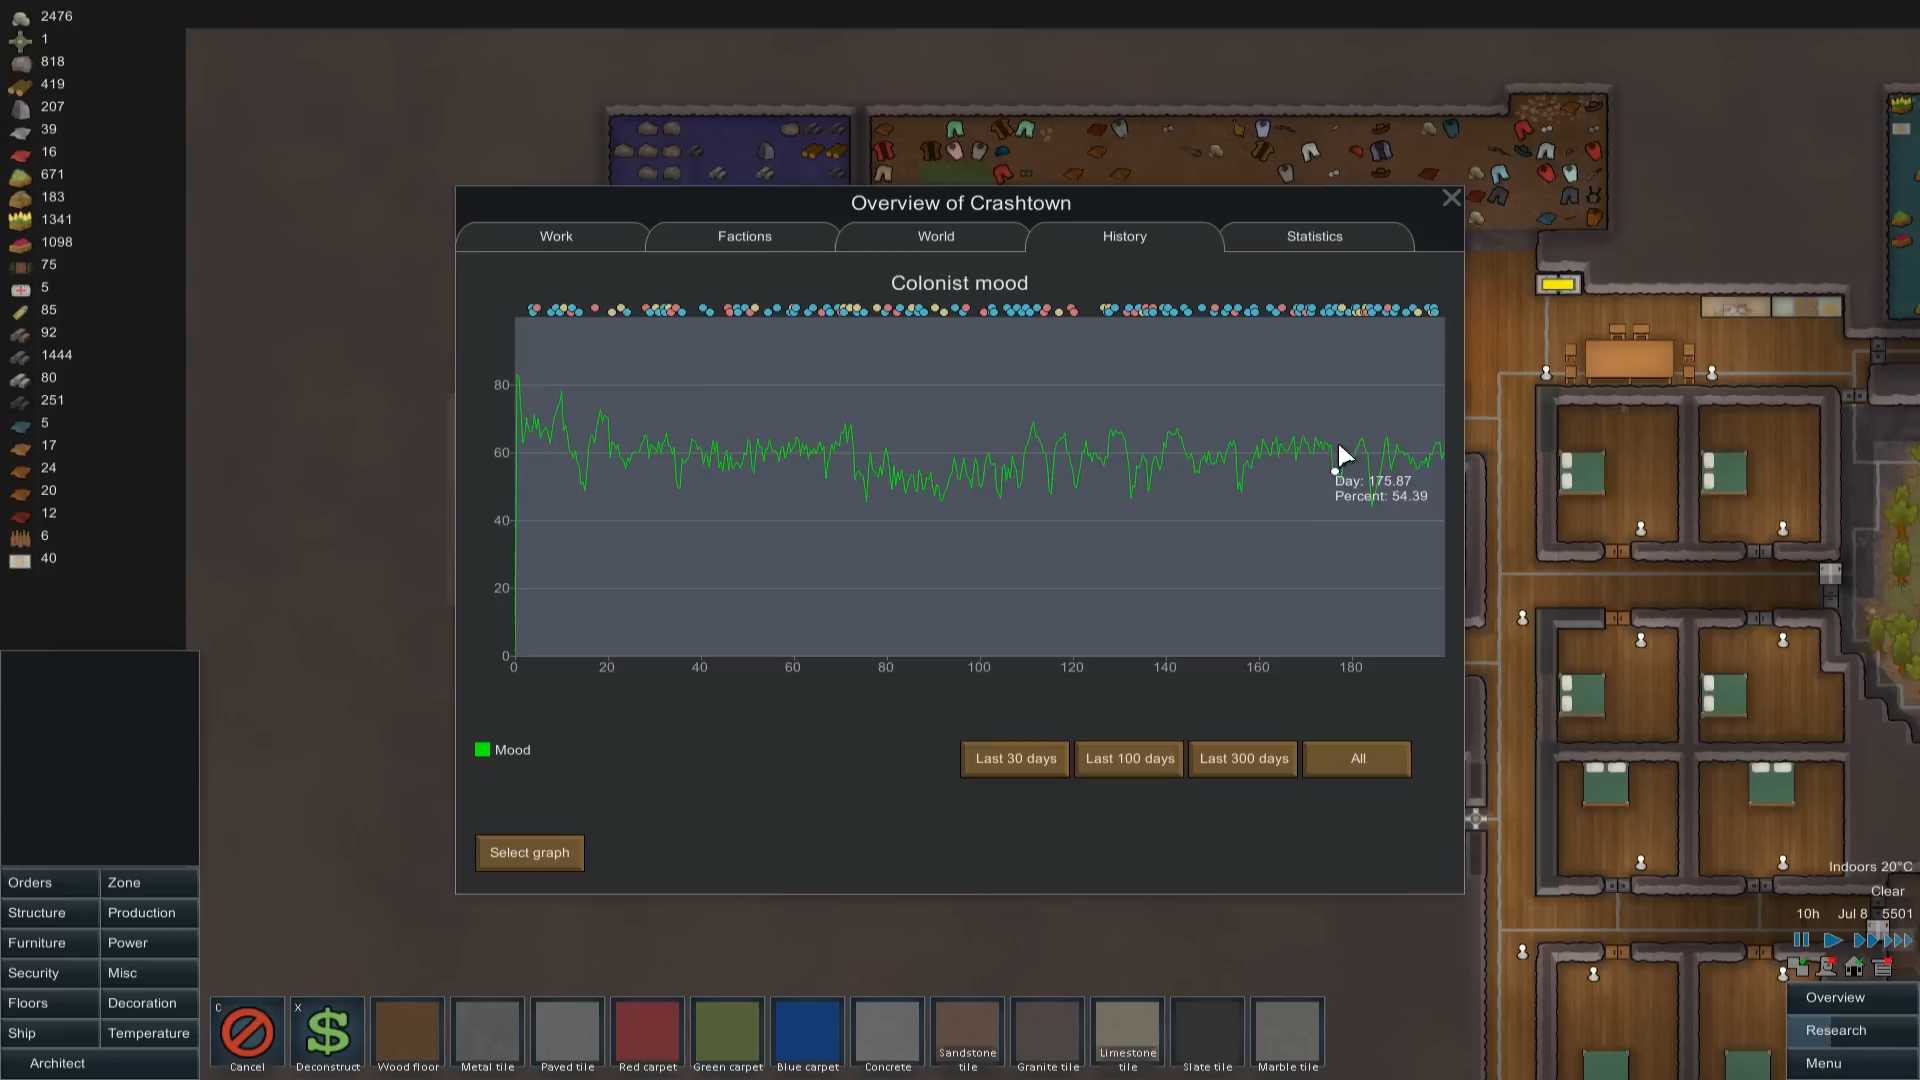 2476
1
818
419
207
39
16
671
183
1341
1098
75
5
85
92
1444
80
251
5
17
24
20
12
6
40
Overview of Crashtown
Work
Factions
World
History
Statistics
Colonist mood
80
60
40
20
0
0
20
40
60
80
100
120
140
160
180
Day: 175.87
Percent: 54.39
Mood
Last 30 days
Last 100 days
Last 300 days
All
Select graph
Indoors 20°C
Clear
10h Jul 8 5501
Orders
Zone
Structure
Production
Furniture
Power
Security
Misc
Floors
Decoration
Ship
Temperature
Architect
C
Cancel
X
Deconstruct
Wood floor
Metal tile
Paved tile
Red carpet
Green carpet
Blue carpet
Concrete
Sandstone
tile
Granite tile
Limestone
tile
Slate tile
Marble tile
Overview
Research
Menu